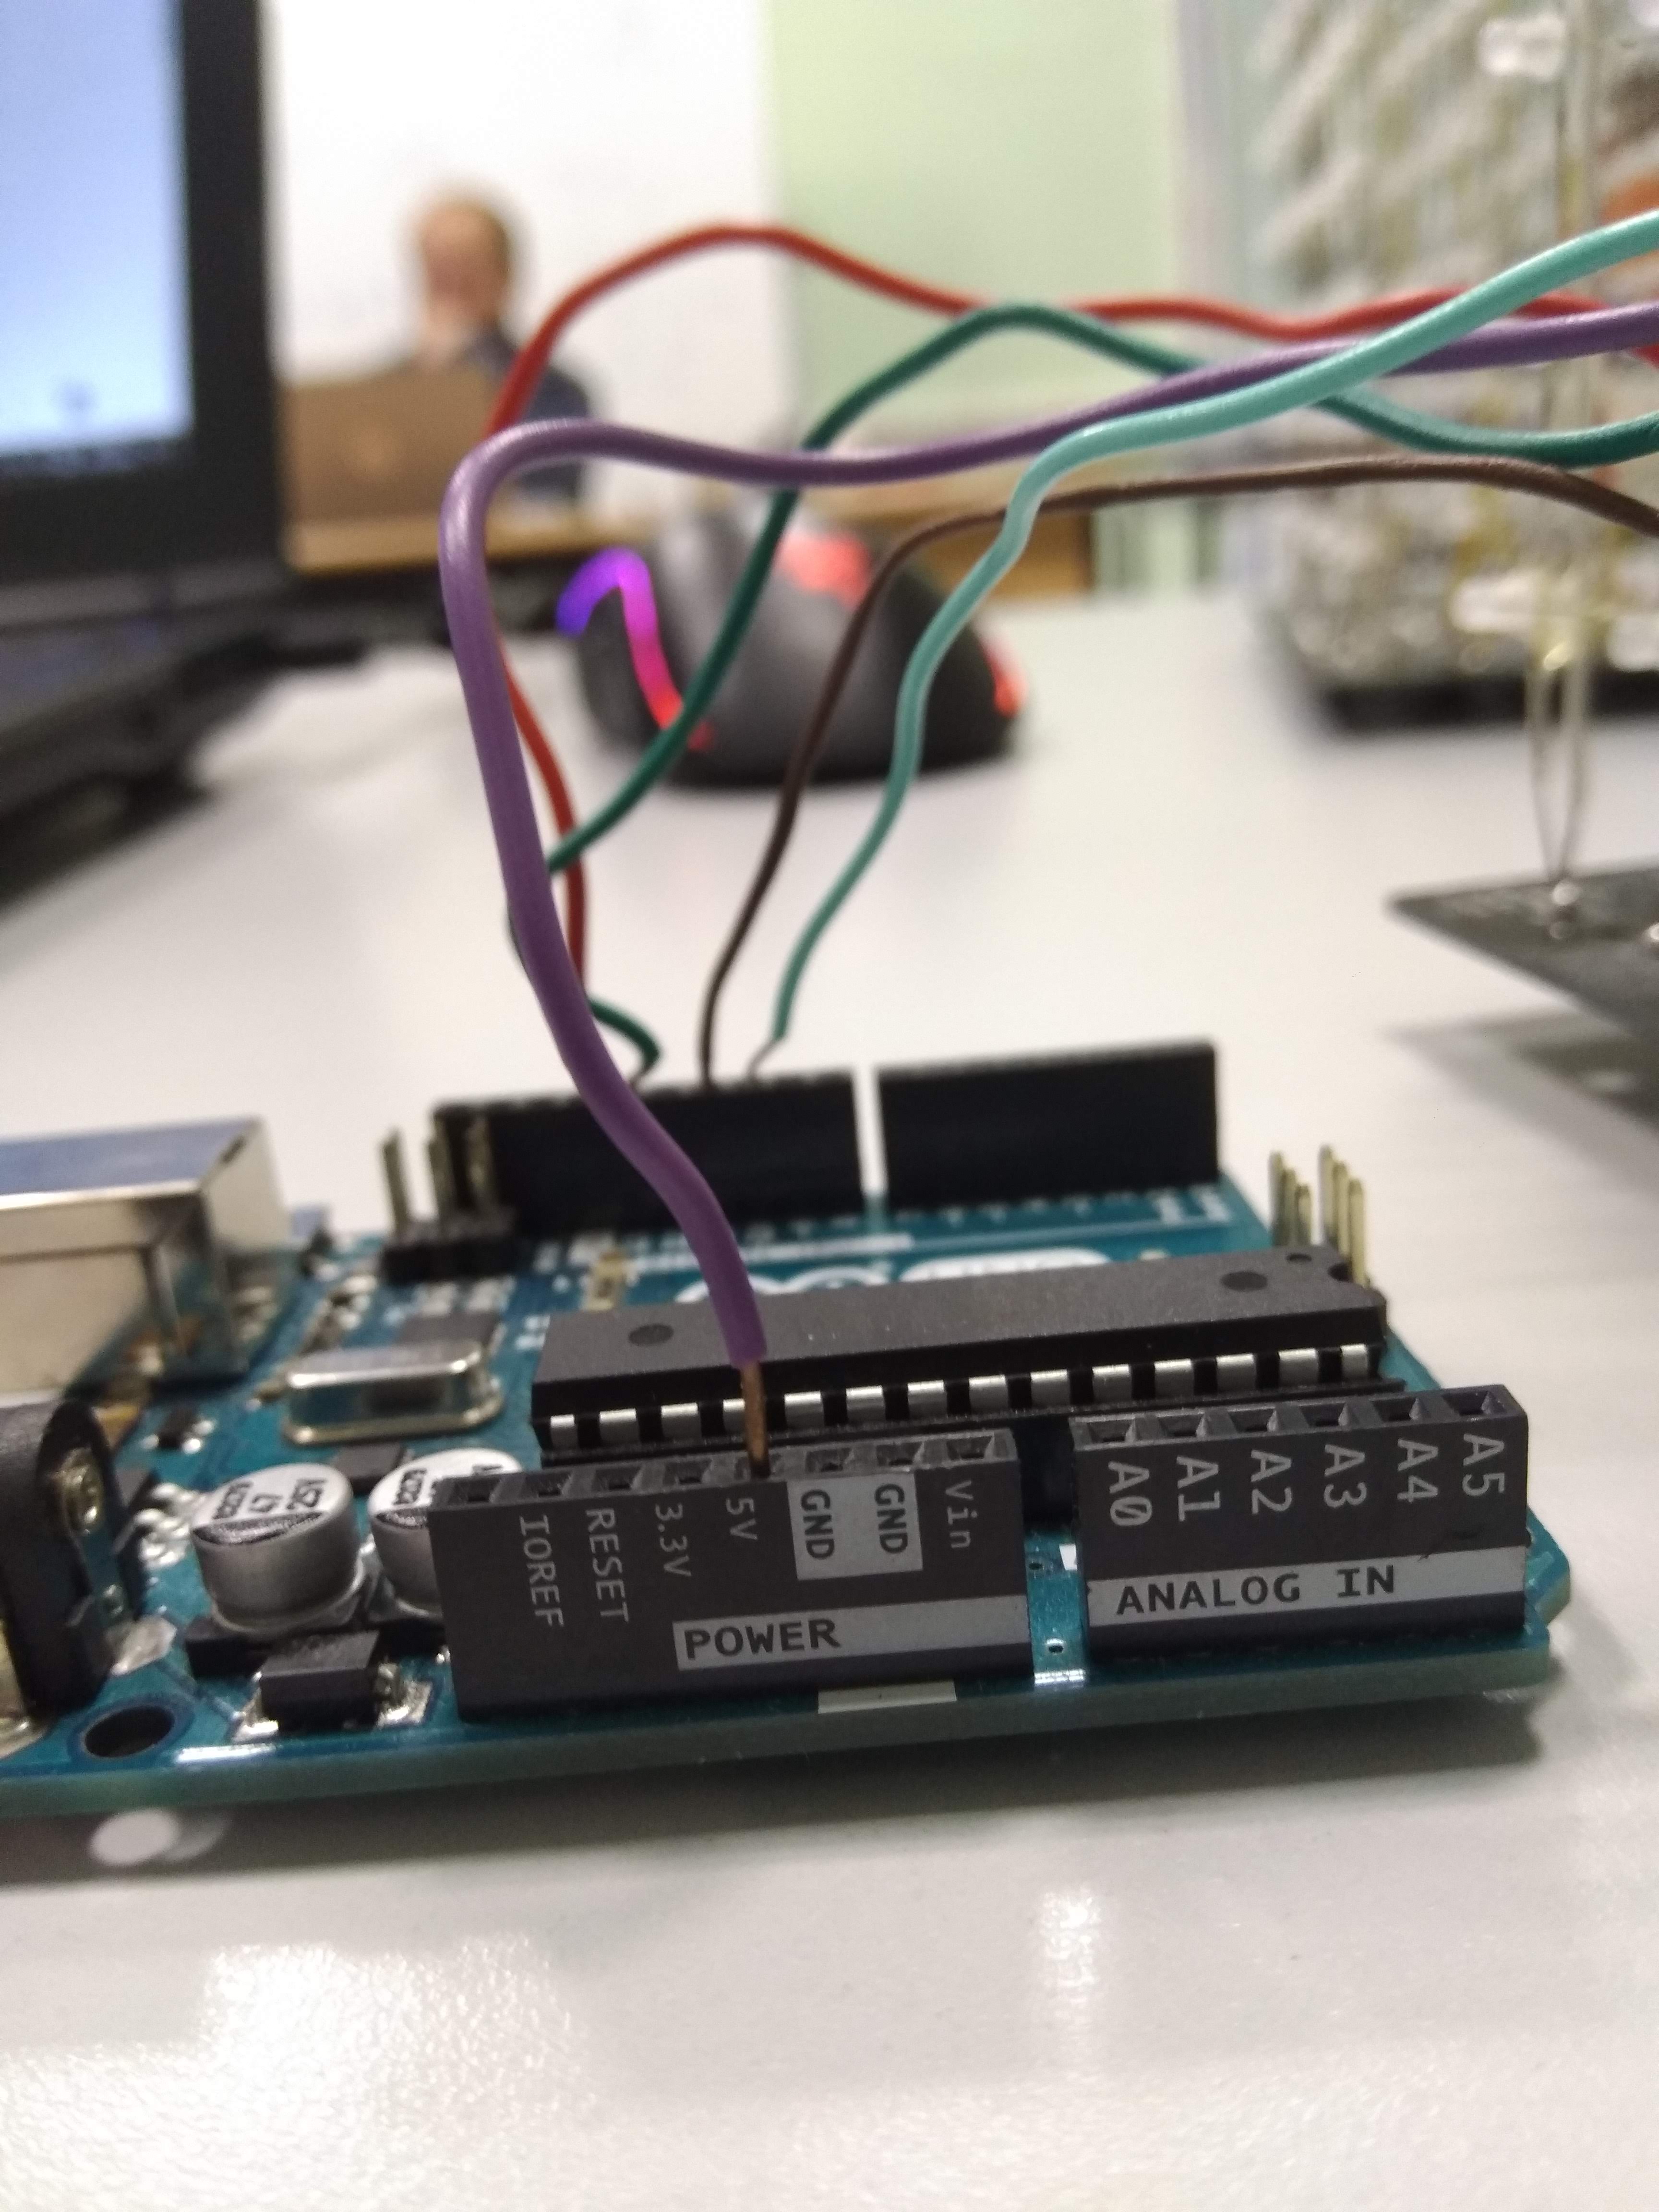 IOREF
RESET
3.3V
5V
GND
GND
Vin
POWER
A0
A1
A2
A3
A4
A5
ANALOG IN